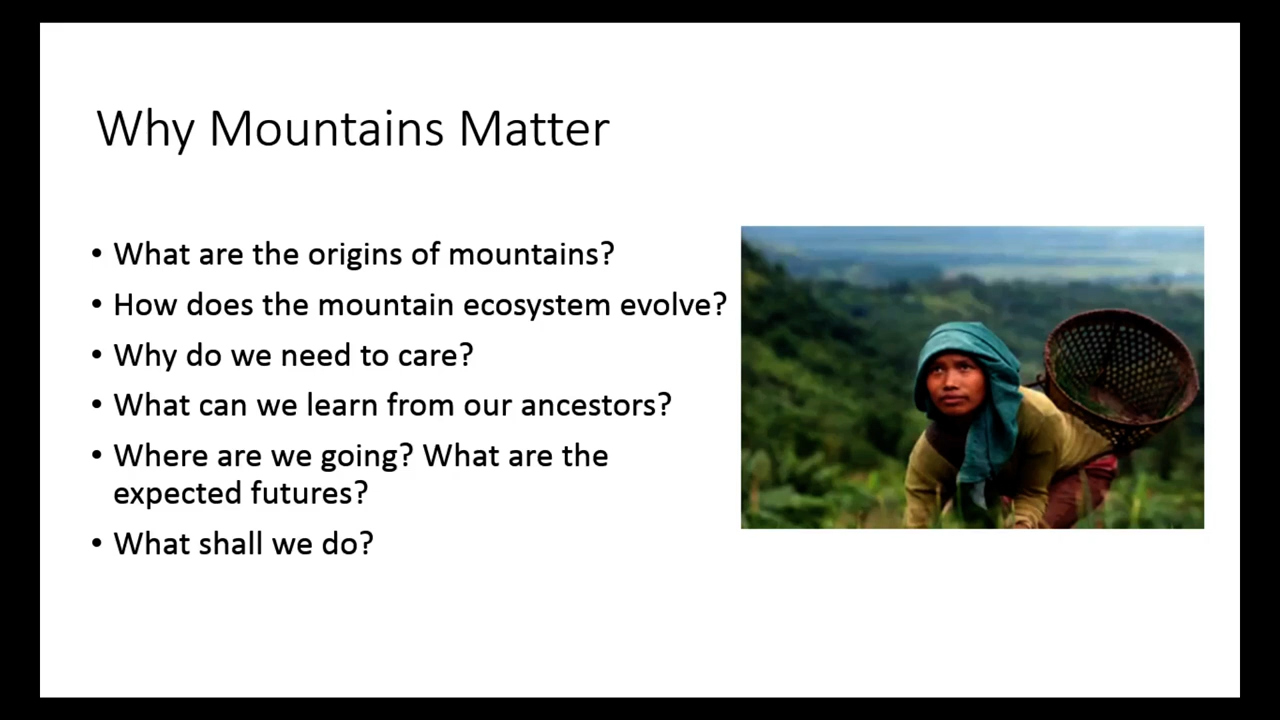 Why Mountains Matter
• What are the origins of mountains?
• How does the mountain ecosystem evolve?
• Why do we need to care?
• What can we learn from our ancestors?
• Where are we going? What are the
expected futures?
• What shall we do?